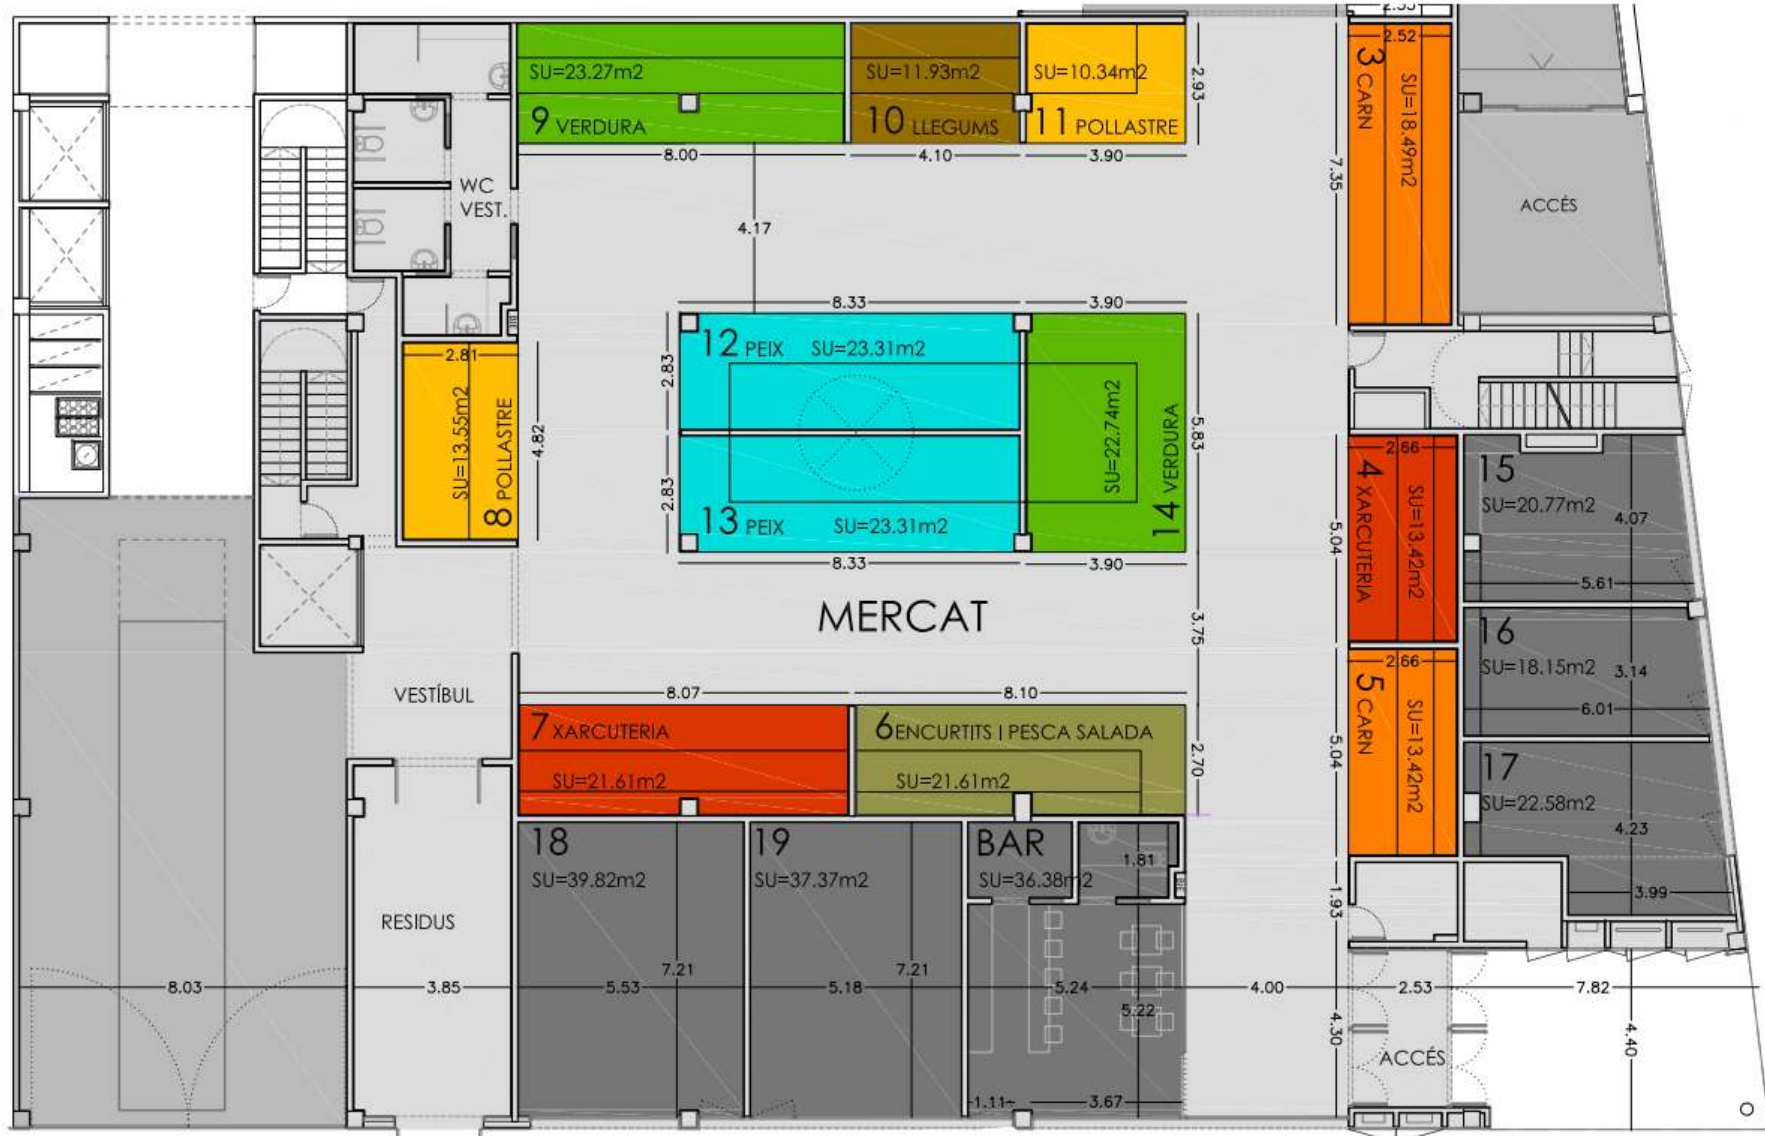 2.53
SU=23.27m2
9 VERDURA
8.00
SU=11.93m2
10 LLEGUMS
4.10
SU=10.34m2
11 POLLASTRE
3.90
2.93
2.52
3 CARN
SU=18.49m2
7.35
ACCÉS
WC
VEST.
4.17
8.33
3.90
12 PEIX SU=23.31m2
2.83
13 PEIX SU=23.31m2
2.83
8.33
3.90
SU=22.74m2
14 VERDURA
5.83
2.81
SU=13.55m2
8 POLLASTRE
4.82
2.66
4 XARCUTERIA
SU=13.42m2
5.04
15
SU=20.77m2
4.07
5.61
16
SU=18.15m2
3.14
6.01
17
SU=22.58m2
4.23
3.99
2.66
5 CARN
SU=13.42m2
5.04
MERCAT
3.75
VESTÍBUL
8.07
8.10
7 XARCUTERIA
SU=21.61m2
6 ENCURTITS I PESCA SALADA
SU=21.61m2
2.70
18
SU=39.82m2
19
SU=37.37m2
BAR
SU=36.38m2
1.81
1.93
RESIDUS
7.21
7.21
8.03
3.85
5.53
5.18
5.24
5.22
4.00
2.53
7.82
4.30
4.40
ACCÉS
1.11
3.67